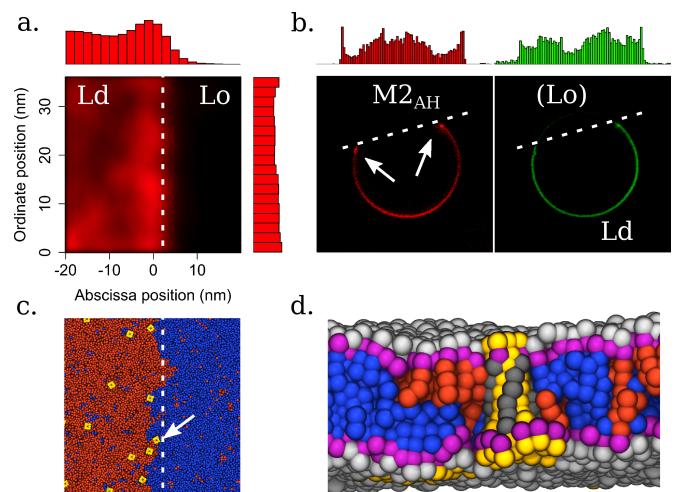 a.
b.
Ld
Lo
M2AH
(Lo)
Ld
Ordinate position (nm)
0
10
20
30
-20
-10
0
10
Abscissa position (nm)
c.
d.